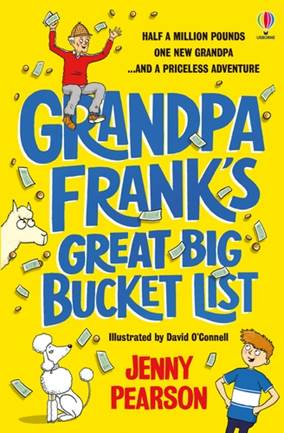 HALF A MILLION POUNDS
ONE NEW GRANDPA
...AND A PRICELESS ADVENTURE
USBORNE
GRANDPA
FRANK'S
GREAT BIG
BUCKET LIST
Illustrated by David O'Connell
JENNY
PEARSON